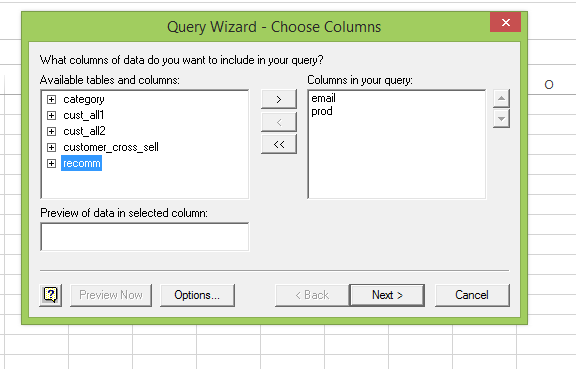 Query Wizard - Choose Columns
What columns of data do you want to include in your query?
Available tables and columns:
Columns in your query:
category
cust_all1
cust_all2
customer_cross_sell
recomm
>
<
<<
email
prod
O
Preview of data in selected column:
Preview Now
Options...
< Back
Next >
Cancel